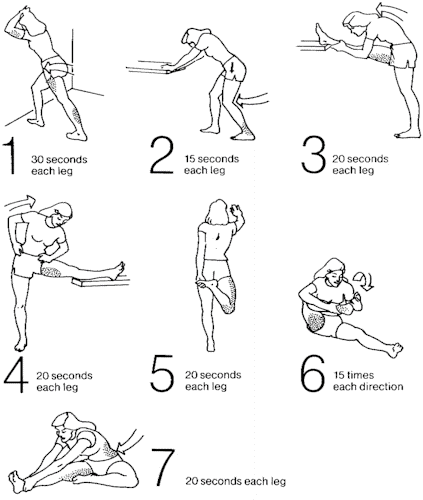 1 30 seconds
each leg
2 15 seconds
each leg
3 20 seconds
each leg
4 20 seconds
each leg
5 20 seconds
each leg
6 15 times
each direction
7 20 seconds each leg